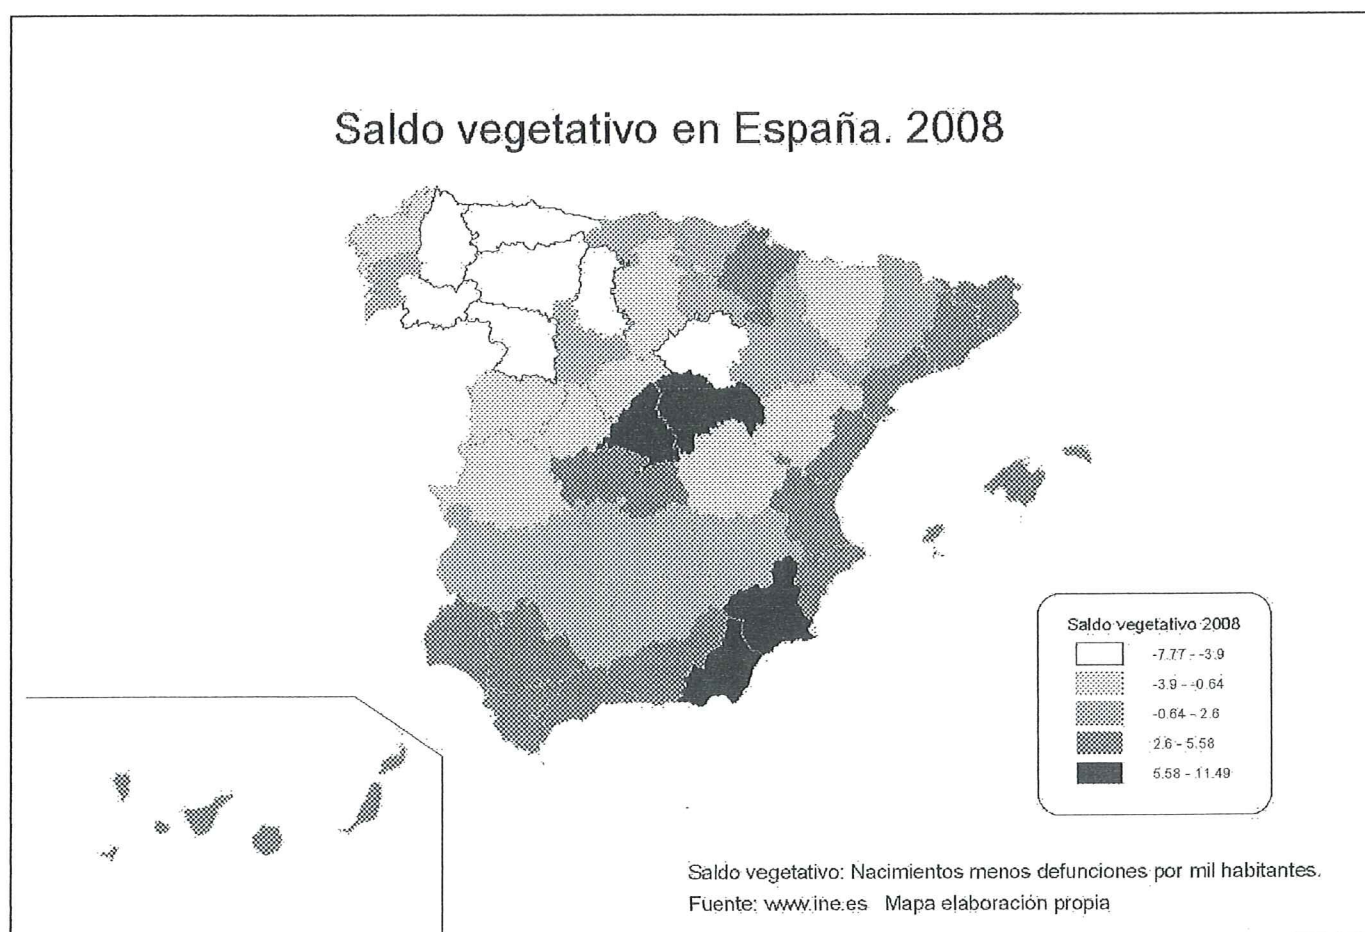 Saldo vegetativo en España. 2008
Saldo vegetativo 2008
-7.77 - -3.9
-3.9 - -0.64
-0.64 - 2.6
2.6 - 5.58
5.58 - 11.49
Saldo vegetativo: Nacimientos menos defunciones por mil habitantes.
Fuente: www.ine.es Mapa elaboración propia